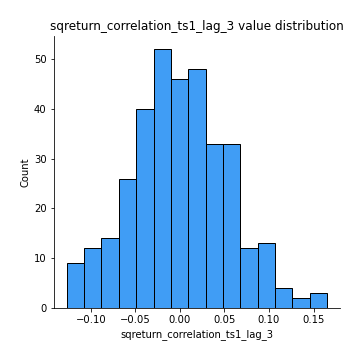 sqreturn_correlation_ts1_lag_3 value distribution
50
40
30
20
10
0
Count
−0.10 −0.05 0.00 0.05 0.10 0.15
sqreturn_correlation_ts1_lag_3